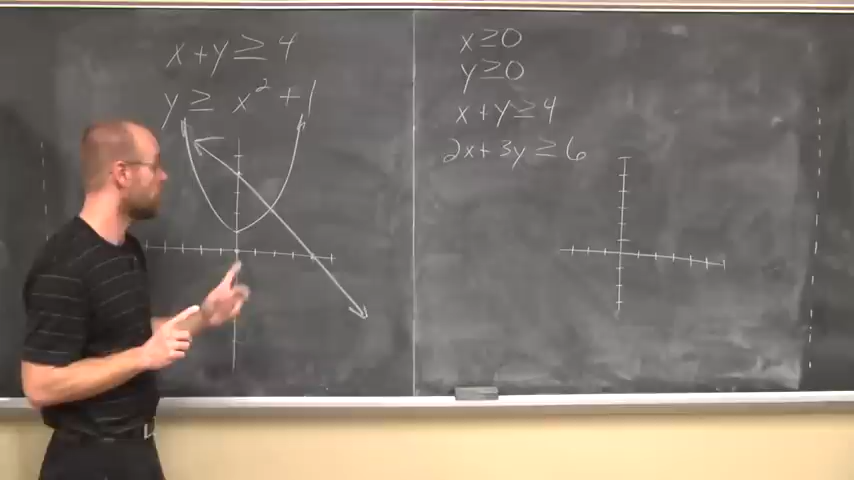 x+y ≥ 4
y ≥ x² + 1
x ≥ 0
y ≥ 0
x + y ≥ 4
2x + 3y ≥ 6